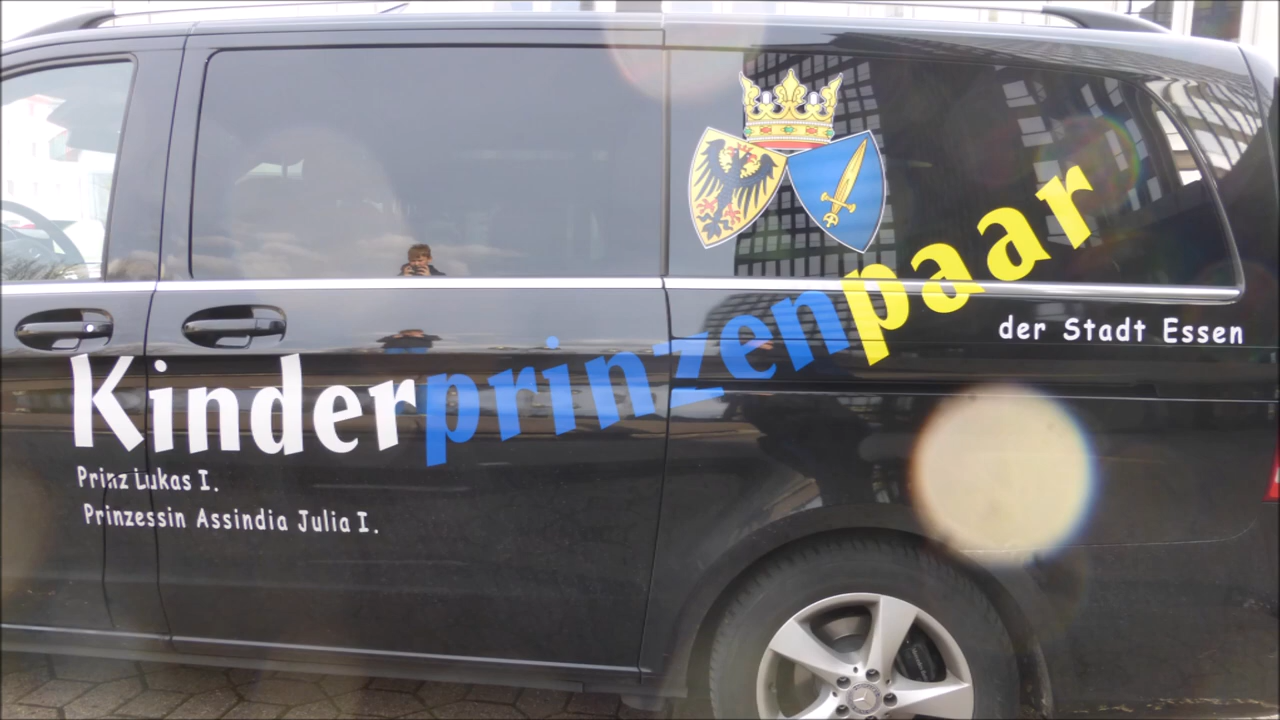 Kinderprinzenpaar
der Stadt Essen
Prinz Lukas I.
Prinzessin Assindia Julia I.